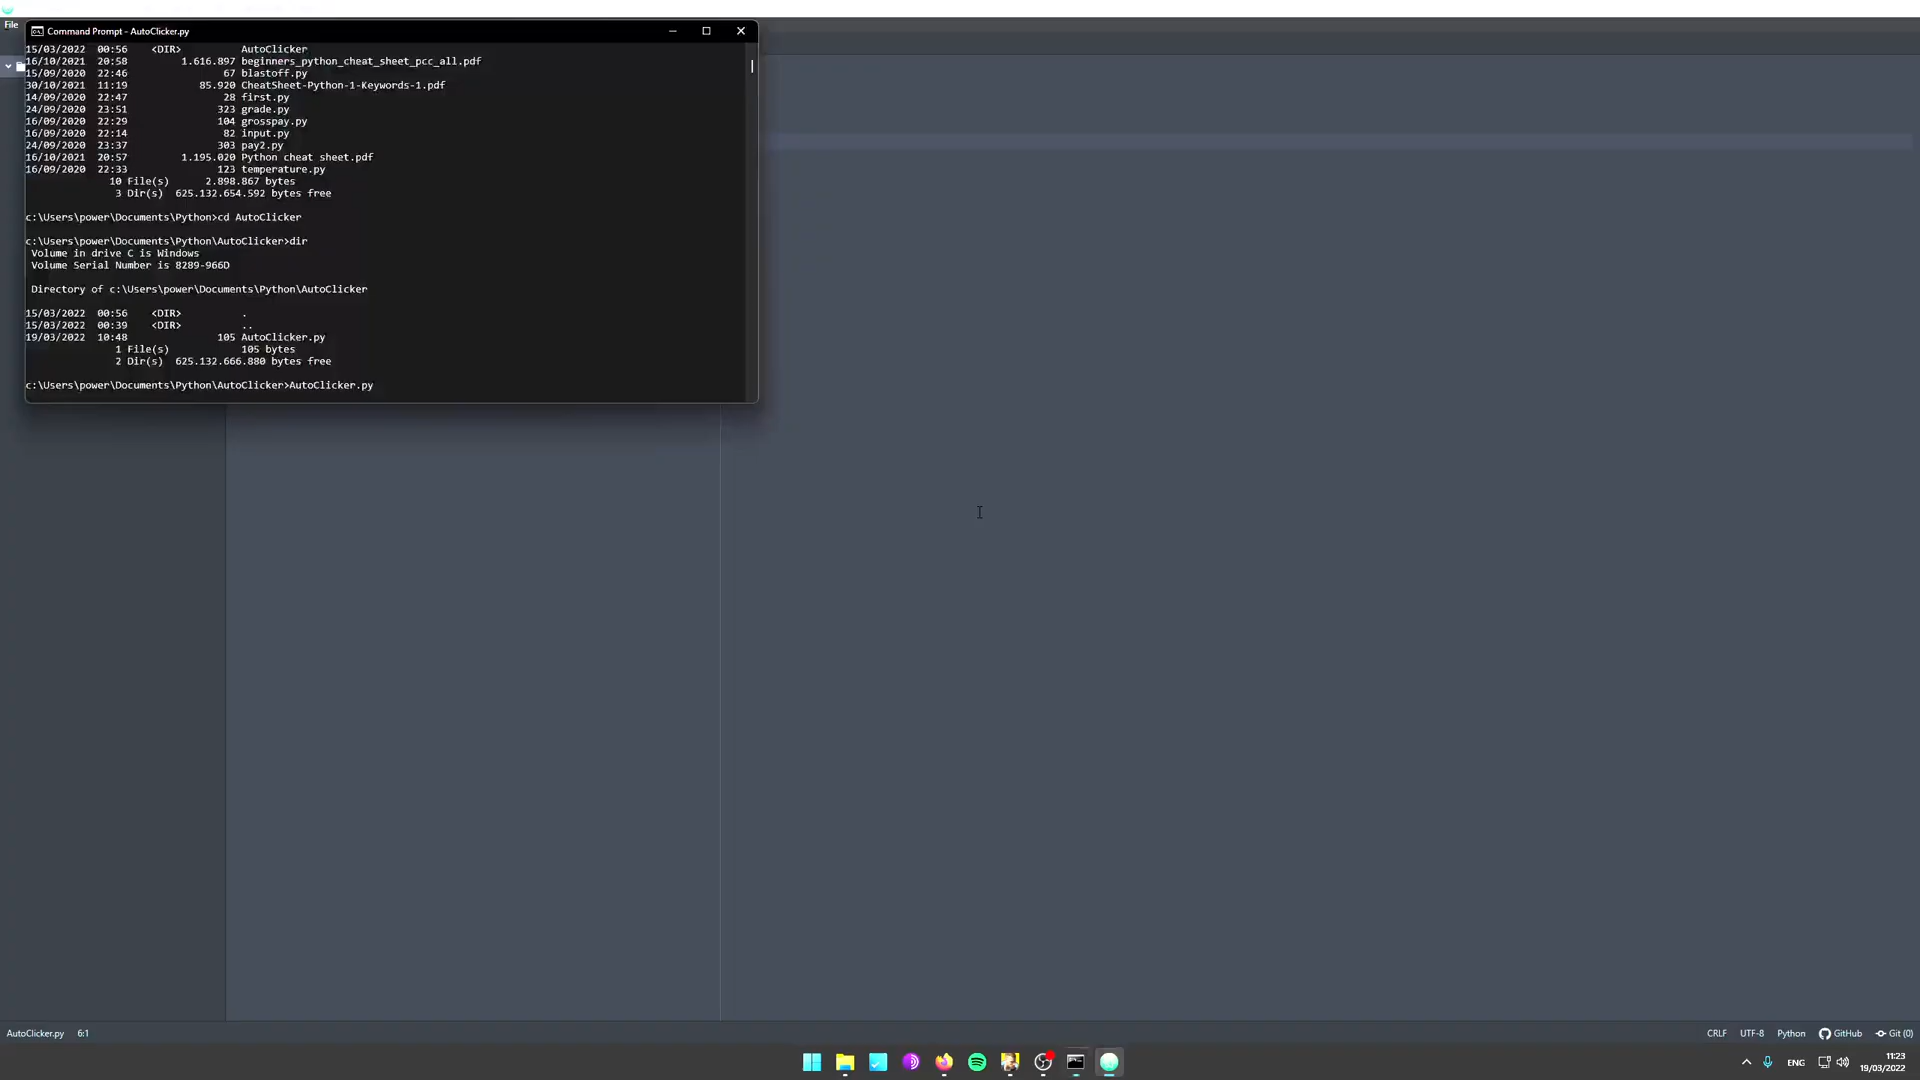 File
Command Prompt - AutoClicker.py
15/03/2022  00:56    <DIR>          AutoClicker
16/10/2021  20:58         1.616.897 beginners_python_cheat_sheet_pcc_all.pdf
15/09/2020  22:46                67 blastoff.py
30/10/2021  11:19            85.920 CheatSheet-Python-1-Keywords-1.pdf
14/09/2020  22:47                28 first.py
24/09/2020  23:51               323 grade.py
16/09/2020  22:29               104 grosspay.py
16/09/2020  22:14                82 input.py
24/09/2020  23:37               303 pay2.py
16/10/2021  20:57         1.195.020 Python cheat sheet.pdf
16/09/2020  22:33               123 temperature.py
10 File(s)      2.898.867 bytes
3 Dir(s)  625.132.654.592 bytes free
c:\Users\power\Documents\Python>cd AutoClicker
c:\Users\power\Documents\Python\AutoClicker>dir
Volume in drive C is Windows
Volume Serial Number is 8289-966D
Directory of c:\Users\power\Documents\Python\AutoClicker
15/03/2022  00:56    <DIR>          .
15/03/2022  00:39    <DIR>          ..
19/03/2022  10:48               105 AutoClicker.py
1 File(s)            105 bytes
2 Dir(s)  625.132.666.880 bytes free
c:\Users\power\Documents\Python\AutoClicker>AutoClicker.py
AutoClicker.py 6:1 CRLF UTF-8 Python GitHub Git (0)
ENG 11:23
19/03/2022